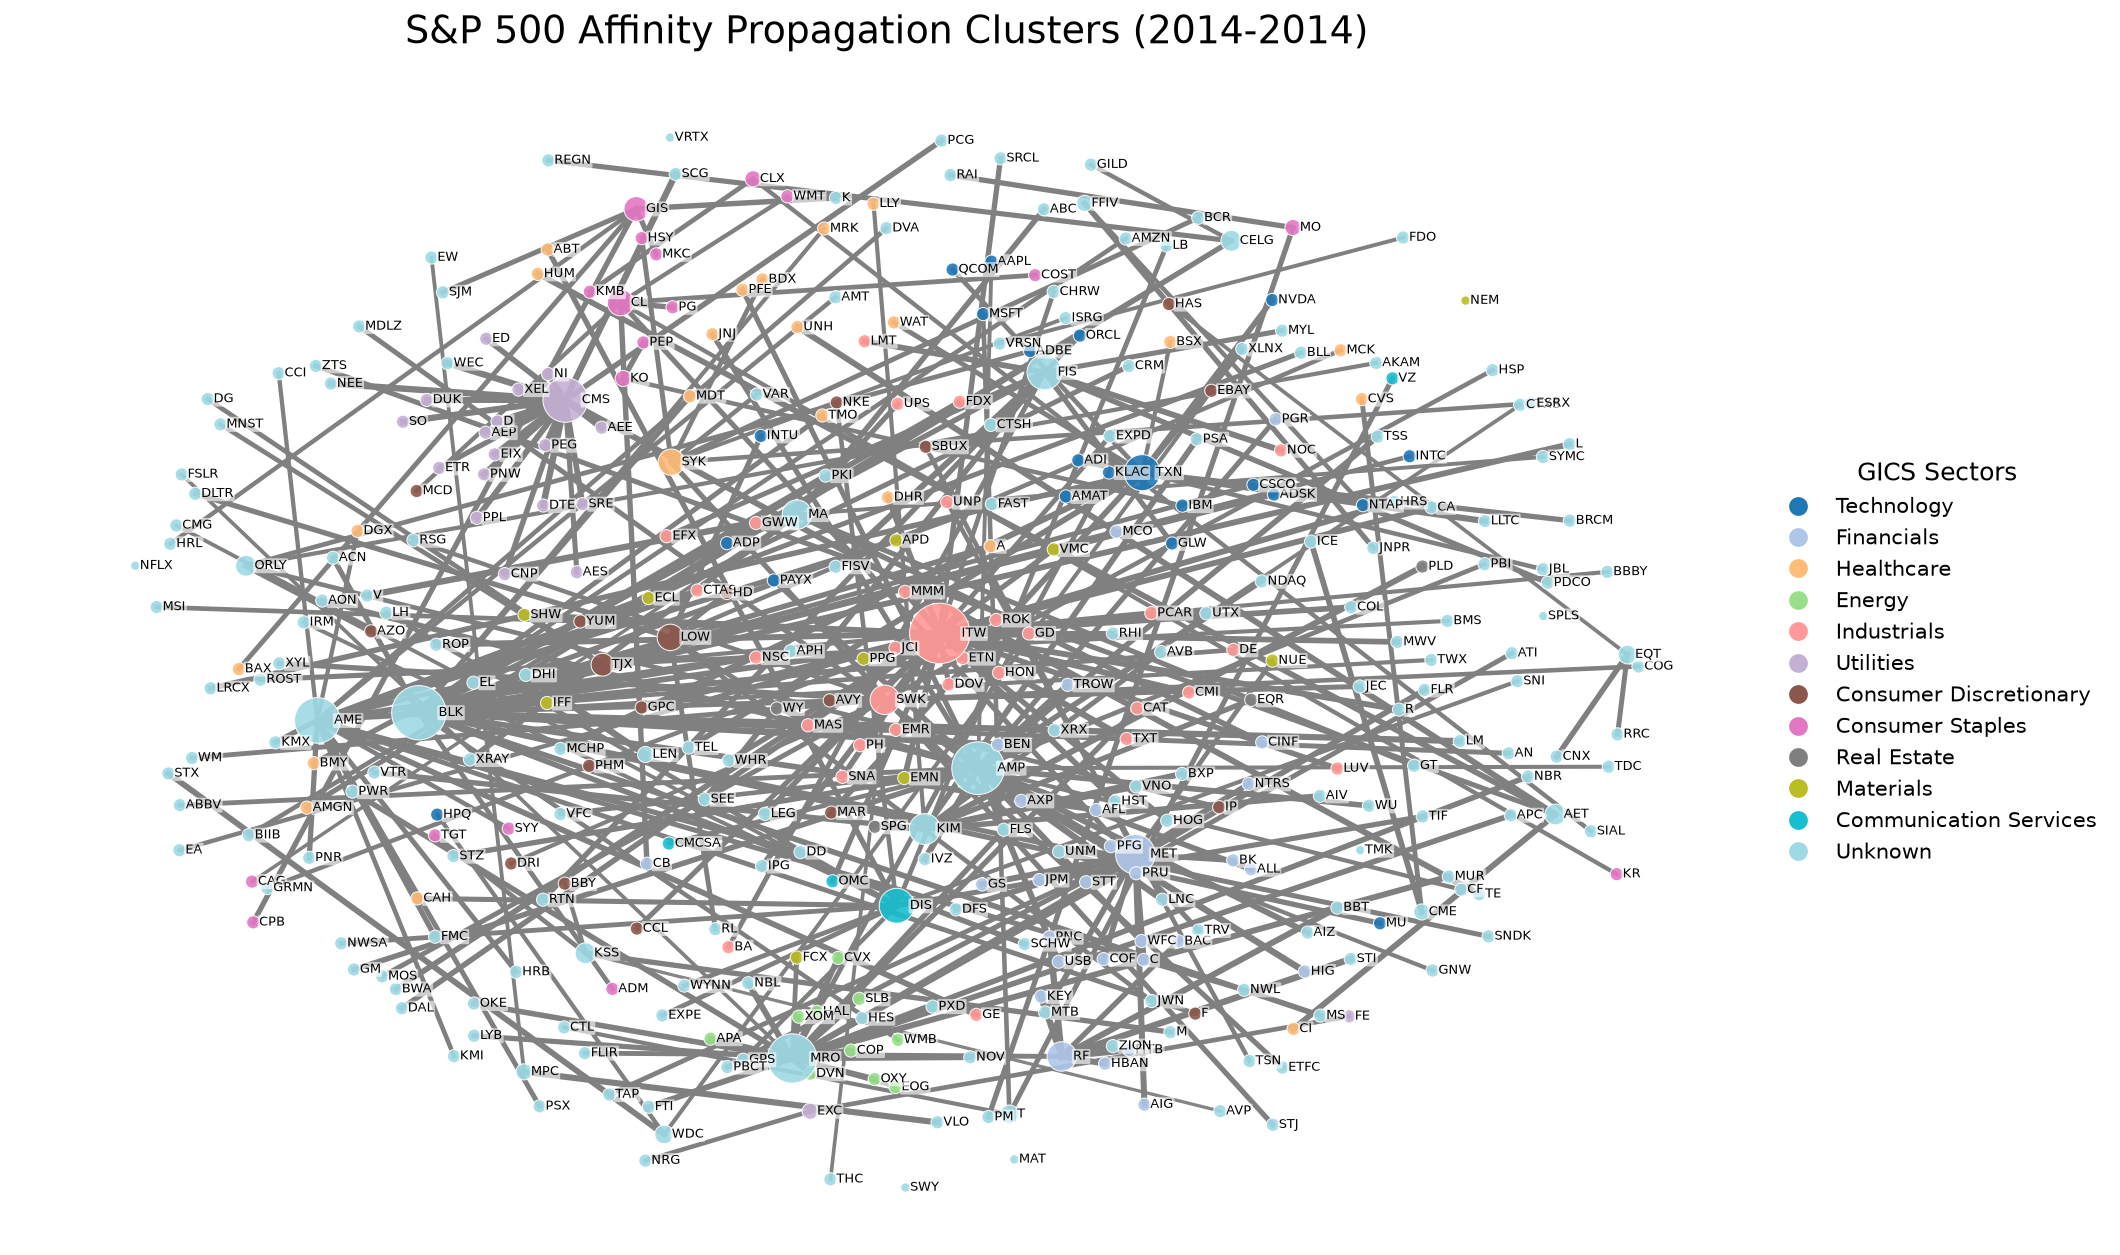 S&P 500 Affinity Propagation Clusters (2014-2014)
VRTX
PCG
REGN
SRCL
GILD
SCG
RAI
CLX
WMT
K
LLY
GIS
ABC
FFIV
BCR
MRK
DVA
MO
HSY
AMZN
LB
CELG
FDO
ABT
MKC
EW
AAPL
QCOM
HUM
COST
BDX
PFE
SJM
KMB
CHRW
AMT
CL
PG
HAS
NVDA
NEM
MSFT
ISRG
MDLZ
UNH
WAT
JNJ
MYL
ED
ORCL
PEP
LMT
VRSN
BSX
ADBE
XLNX
BLL
MCK
WEC
ZTS
CRM
AKAM
CCI
NI
FIS
HSP
KO
VZ
NEE
XEL
EBAY
DG
DUK
CMS
MDT
VAR
NKE
UPS
FDX
CVS
ESRX
TMO
PGR
MNST
SO
D
CTSH
AEE
AEP
INTU
EXPD
PSA
TSS
L
PEG
SBUX
NOC
EIX
SYK
ADI
INTC
SYMC
ETR
FSLR
PNW
PKI
KLAC
TXN
CSCO
MCD
DLTR
DHR
AMAT
ADSK
SRE
DTE
UNP
FAST
IBM
NTAP
HRS
CA
PPL
MA
LLTC
BRCM
CMG
GWW
DGX
MCO
EFX
RSG
APD
ADP
HRL
A
VMC
GLW
ICE
JNPR
ACN
NFLX
ORLY
FISV
PLD
PBI
JBL
BBBY
CNP
AES
PAYX
NDAQ
PDCO
V
CTAS
HD
MMM
AON
ECL
MSI
LH
SHW
PCAR
UTX
COL
SPLS
IRM
YUM
ROK
BMS
AZO
ITW
GD
RHI
LOW
MWV
ROP
JCI
APH
AVB
DE
ATI
EQT
NSC
PPG
ETN
NUE
TWX
BAX
XYL
TJX
COG
DHI
HON
ROST
EL
DOV
TROW
SNI
LRCX
JEC
FLR
CMI
IFF
AVY
SWK
EQR
GPC
WY
CAT
R
BLK
AME
MAS
EMR
XRX
TXT
KMX
BEN
CINF
LM
MCHP
LEN
TEL
PH
AN
WM
XRAY
WHR
CNX
RRC
BMY
PHM
AMP
GT
LUV
TDC
STX
VTR
SNA
EMN
BXP
NBR
VNO
NTRS
PWR
AIV
SEE
AXP
HST
ABBV
AMGN
IP
WU
HPQ
VFC
LEG
MAR
AFL
HOG
TIF
APC
AET
SYY
SPG
KIM
FLS
BIIB
TGT
SIAL
CMCSA
PFG
EA
PNR
STZ
DRI
CB
DD
IPG
IVZ
UNM
MET
TMK
BK
ALL
PRU
KR
CAG
GRMN
BBY
OMC
GS
JPM
STT
MUR
CF
TE
CAH
RTN
LNC
DIS
DFS
BBT
CME
CPB
MU
CCL
RL
TRV
AIZ
FMC
PNC
NWSA
BA
SCHW
WFC
BAC
SNDK
KSS
FCX
CVX
USB
COF
C
STI
GM
HRB
HIG
GNW
MOS
BWA
ADM
WYNN
NBL
NWL
KEY
SLB
DAL
OKE
JWN
PXD
HAL
MTB
EXPE
XOM
HES
GE
F
MS
FE
CTL
M
CI
LYB
APA
WMB
ZION
COP
FLIR
KMI
GPS
MRO
NOV
RF
HBAN
TSN
PBCT
ETFC
MPC
DVN
OXY
EOG
TAP
PSX
FTI
AIG
EXC
AVP
PM
T
VLO
STJ
WDC
NRG
MAT
THC
SWY
GICS Sectors
Technology
Financials
Healthcare
Energy
Industrials
Utilities
Consumer Discretionary
Consumer Staples
Real Estate
Materials
Communication Services
Unknown